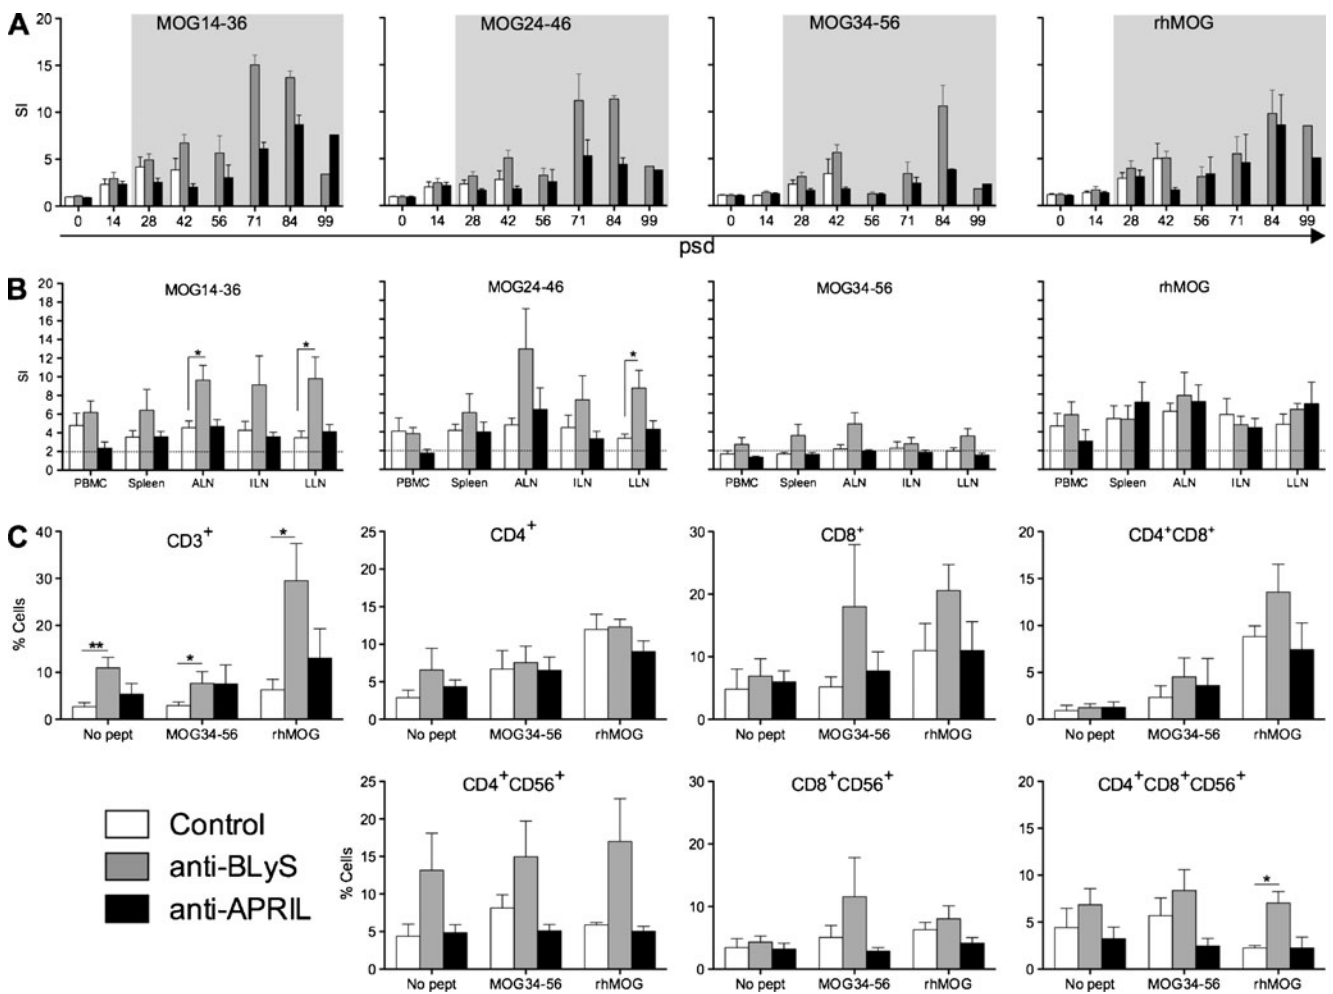 A
MOG14-36 MOG24-46 MOG34-56 rhMOG
SI
20
15
10
5
0
0 14 28 42 56 71 84 99 0 14 28 42 56 71 84 99 0 14 28 42 56 71 84 99 0 14 28 42 56 71 84 99
psd
B
MOG14-36 MOG24-46 MOG34-56 rhMOG
SI
20
18
16
14
12
10
8
6
4
2
0
* * *
PBMC Spleen ALN ILN LLN PBMC Spleen ALN ILN LLN PBMC Spleen ALN ILN LLN PBMC Spleen ALN ILN LLN
C
CD3+ CD4+ CD8+ CD4+CD8+
% Cells
40 25 30 20
30 20 20 15
20 15 10 10
10 10 0 5
0 5 0
0
** * *
No pept MOG34-56 rhMOG No pept MOG34-56 rhMOG No pept MOG34-56 rhMOG No pept MOG34-56 rhMOG
Control
anti-BLyS
anti-APRIL
CD4+CD56+ CD8+CD56+ CD4+CD8+CD56+
% Cells
25 30 20
20 20 15
15 10 10
10 0 5
5 0
0
*
No pept MOG34-56 rhMOG No pept MOG34-56 rhMOG No pept MOG34-56 rhMOG